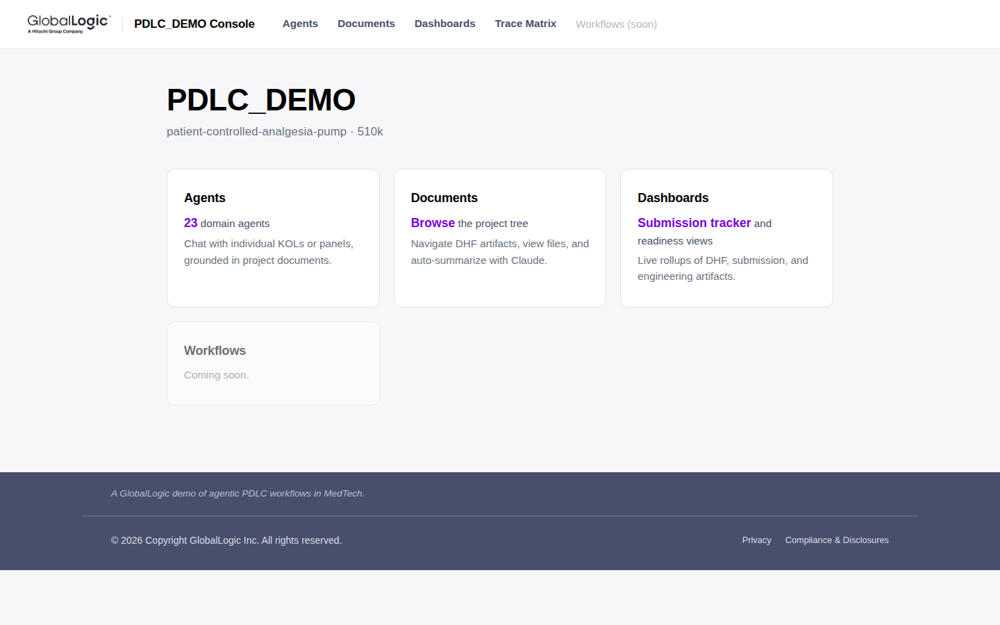 GlobalLogic
A Hitachi Group Company
PDLC_DEMO Console
Agents
Documents
Dashboards
Trace Matrix
Workflows (soon)
PDLC_DEMO
patient-controlled-analgesia-pump · 510k
Agents
23 domain agents
Chat with individual KOLs or panels,
grounded in project documents.
Documents
Browse the project tree
Navigate DHF artifacts, view files, and
auto-summarize with Claude.
Dashboards
Submission tracker and
readiness views
Live rollups of DHF, submission, and
engineering artifacts.
Workflows
Coming soon.
A GlobalLogic demo of agentic PDLC workflows in MedTech.
© 2026 Copyright GlobalLogic Inc. All rights reserved.
Privacy
Compliance & Disclosures